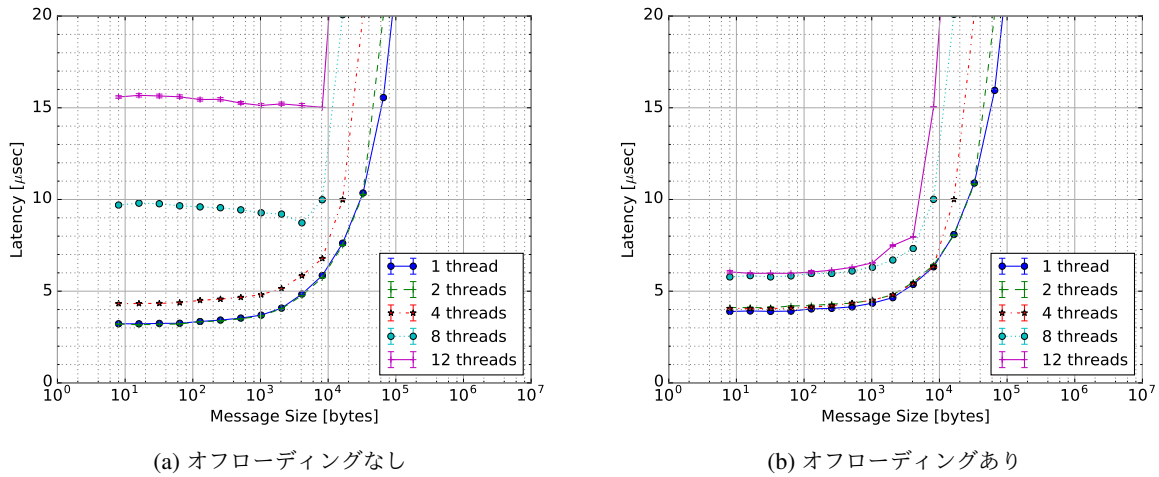 20
15
10
5
0
Latency [μsec]
10⁰ 10¹ 10² 10³ 10⁴ 10⁵ 10⁶ 10⁷
Message Size [bytes]
1 thread
2 threads
4 threads
8 threads
12 threads
(a) オフローディングなし
20
15
10
5
0
Latency [μsec]
10⁰ 10¹ 10² 10³ 10⁴ 10⁵ 10⁶ 10⁷
Message Size [bytes]
1 thread
2 threads
4 threads
8 threads
12 threads
(b) オフローディングあり